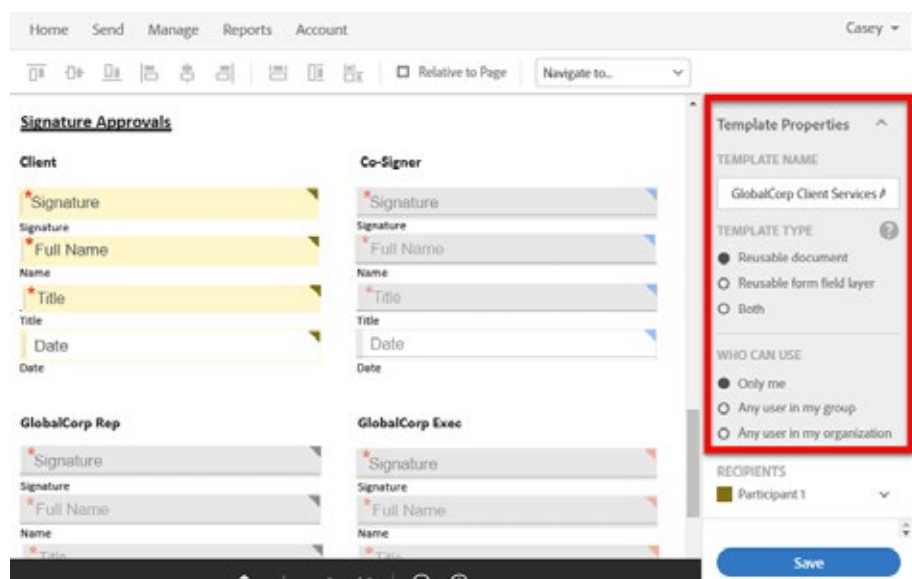 Home Send Manage Reports Account Casey
Relative to Page Navigate to...
Signature Approvals
Client Co-Signer
*Signature *Signature
Signature Signature
*Full Name *Full Name
Name Name
*Title *Title
Title Title
Date Date
Date Date
GlobalCorp Rep GlobalCorp Exec
*Signature *Signature
Signature Signature
*Full Name *Full Name
Name Name
*Title *Title
Template Properties
TEMPLATE NAME
GlobalCorp Client Services
TEMPLATE TYPE ?
Reusable document
Reusable form field layer
Both
WHO CAN USE
Only me
Any user in my group
Any user in my organization
RECIPIENTS
Participant 1
Save